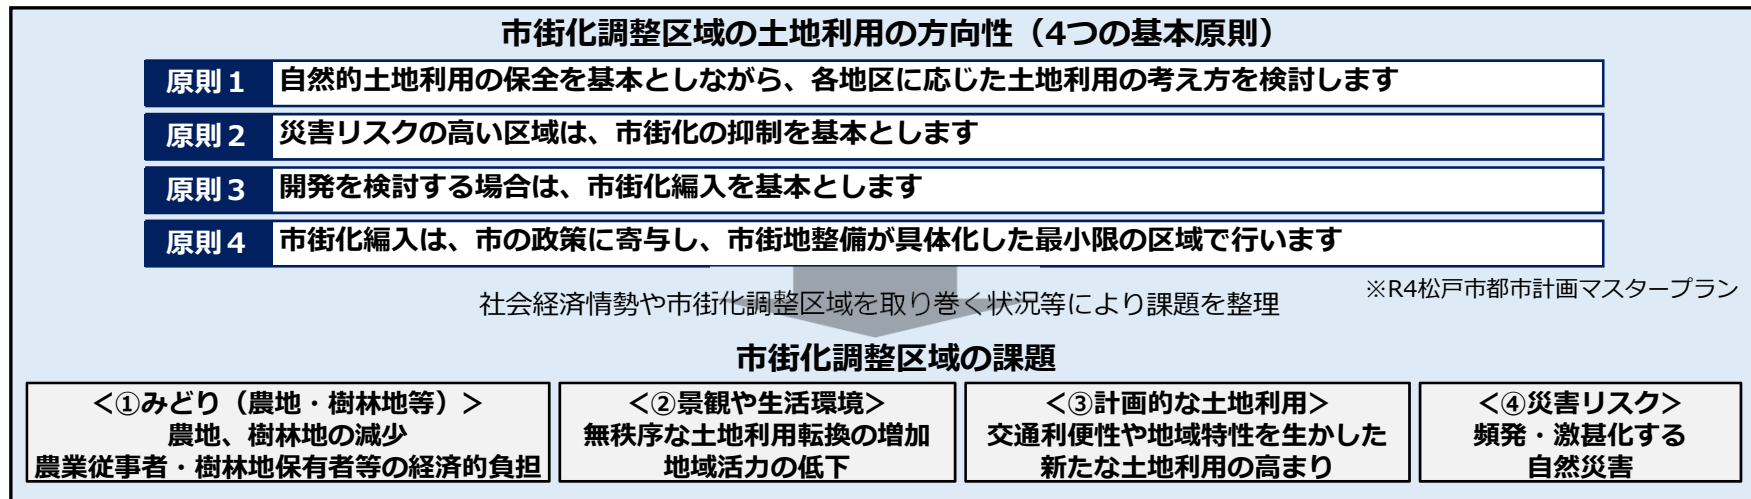 市街化調整区域の土地利用の方向性（4つの基本原則）
原則１ 自然的土地利用の保全を基本としながら、各地区に応じた土地利用の考え方を検討します
原則２ 災害リスクの高い区域は、市街化の抑制を基本とします
原則３ 開発を検討する場合は、市街化編入を基本とします
原則４ 市街化編入は、市の政策に寄与し、市街地整備が具体化した最小限の区域で行います
※R4松戸市都市計画マスタープラン
社会経済情勢や市街化調整区域を取り巻く状況等により課題を整理
市街化調整区域の課題
＜①みどり（農地・樹林地等）＞
農地、樹林地の減少
農業従事者・樹林地保有者等の経済的負担
＜②景観や生活環境＞
無秩序な土地利用転換の増加
地域活力の低下
＜③計画的な土地利用＞
交通利便性や地域特性を生かした
新たな土地利用の高まり
＜④災害リスク＞
頻発・激甚化する
自然災害